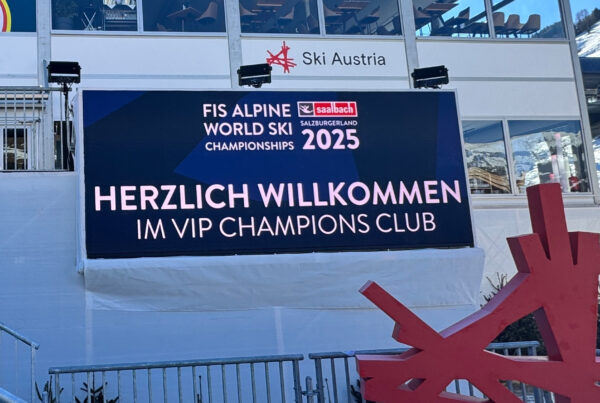 Ski Austria
FIS ALPINE
WORLD SKI
CHAMPIONSHIPS
saalbach
SALZBURGERLAND
2025
HERZLICH WILLKOMMEN
IM VIP CHAMPIONS CLUB